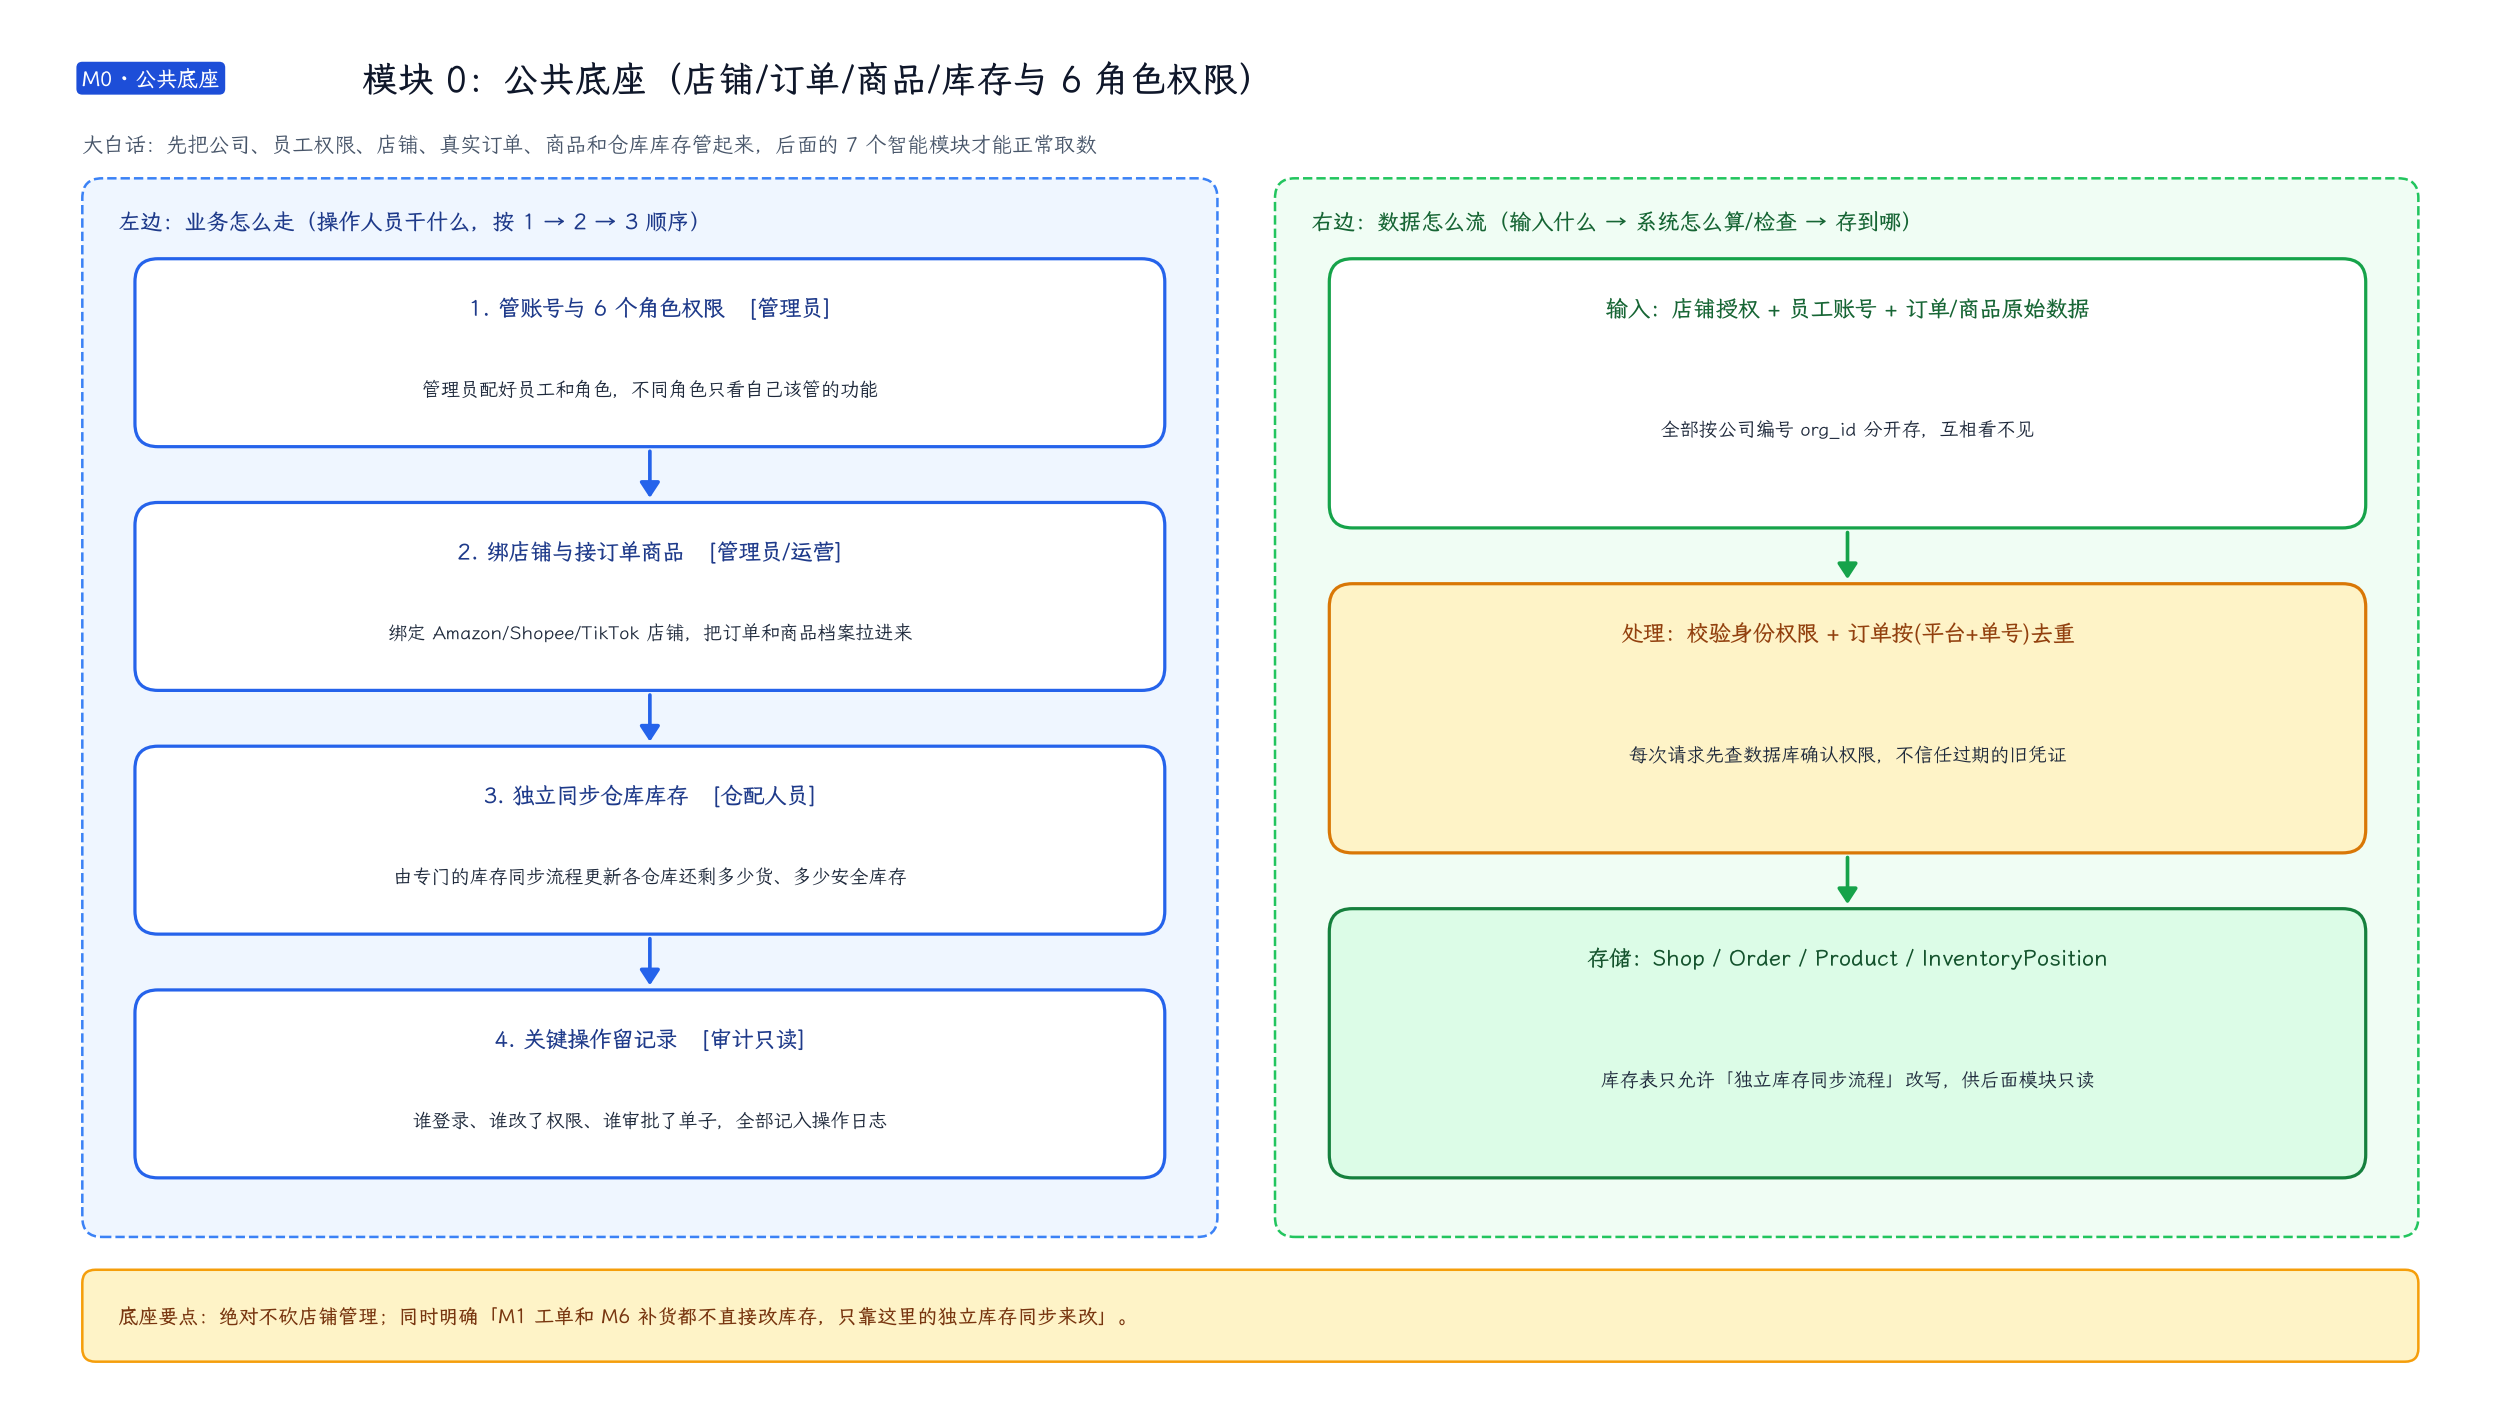 M0 · 公共底座
模块 0：公共底座（店铺/订单/商品/库存与 6 角色权限）
大白话：先把公司、员工权限、店铺、真实订单、商品和仓库库存管起来，后面的 7 个智能模块才能正常取数
左边：业务怎么走（操作人员干什么，按 1 → 2 → 3 顺序）
1. 管账号与 6 个角色权限 [管理员]
管理员配好员工和角色，不同角色只看自己该管的功能
2. 绑店铺与接订单商品 [管理员/运营]
绑定 Amazon/Shopee/TikTok 店铺，把订单和商品档案拉进来
3. 独立同步仓库库存 [仓配人员]
由专门的库存同步流程更新各仓库还剩多少货、多少安全库存
4. 关键操作留记录 [审计只读]
谁登录、谁改了权限、谁审批了单子，全部记入操作日志
右边：数据怎么流（输入什么 → 系统怎么算/检查 → 存到哪）
输入：店铺授权 + 员工账号 + 订单/商品原始数据
全部按公司编号 org_id 分开存，互相看不见
处理：校验身份权限 + 订单按(平台+单号)去重
每次请求先查数据库确认权限，不信任过期的旧凭证
存储：Shop / Order / Product / InventoryPosition
库存表只允许「独立库存同步流程」改写，供后面模块只读
底座要点：绝对不砍店铺管理；同时明确「M1 工单和 M6 补货都不直接改库存，只靠这里的独立库存同步来改」。